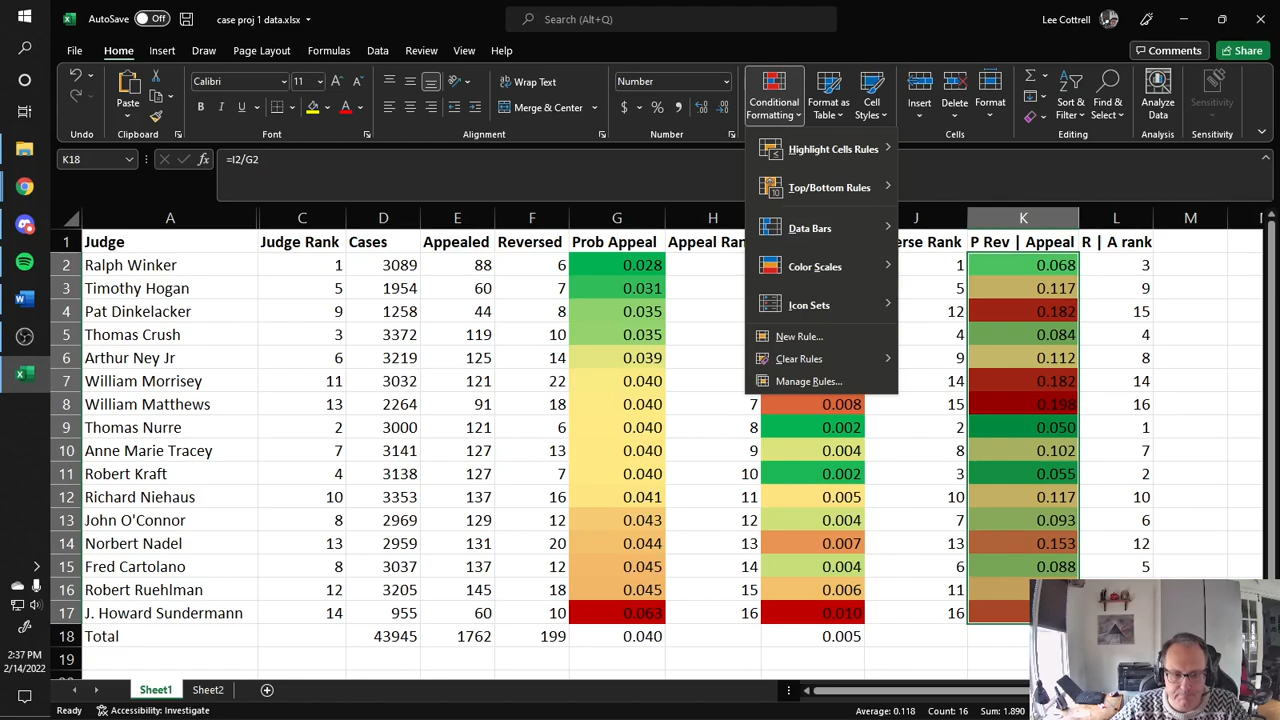 AutoSave Off case proj 1 data.xlsx Search (Alt+Q) Lee Cottrell
File Home Insert Draw Page Layout Formulas Data Review View Help Comments Share
Paste Calibri 11 Wrap Text Number Conditional Formatting Format as Table Cell Styles Insert Delete Format Sort & Filter Find & Select Analyze Data Sensitivity
B I U A Merge & Center $ % 9
Undo Clipboard Font Alignment Number Cells Editing Analysis Sensitivity
K18 fx =I2/G2
Highlight Cells Rules
Top/Bottom Rules
Data Bars
Color Scales
Icon Sets
New Rule...
Clear Rules
Manage Rules...
A C D E F G H J K L M
1 Judge Judge Rank Cases Appealed Reversed Prob Appeal Appeal Ran erse Rank P Rev | Appeal R | A rank
2 Ralph Winker 1 3089 88 6 0.028 1 0.068 3
3 Timothy Hogan 5 1954 60 7 0.031 5 0.117 9
4 Pat Dinkelacker 9 1258 44 8 0.035 12 0.182 15
5 Thomas Crush 3 3372 119 10 0.035 4 0.084 4
6 Arthur Ney Jr 6 3219 125 14 0.039 9 0.112 8
7 William Morrisey 11 3032 121 22 0.040 14 0.182 14
8 William Matthews 13 2264 91 18 0.040 7 0.008 15 0.198 16
9 Thomas Nurre 2 3000 121 6 0.040 8 0.002 2 0.050 1
10 Anne Marie Tracey 7 3141 127 13 0.040 9 0.004 8 0.102 7
11 Robert Kraft 4 3138 127 7 0.040 10 0.002 3 0.055 2
12 Richard Niehaus 10 3353 137 16 0.041 11 0.005 10 0.117 10
13 John O'Connor 8 2969 129 12 0.043 12 0.004 7 0.093 6
14 Norbert Nadel 13 2959 131 20 0.044 13 0.007 13 0.153 12
15 Fred Cartolano 8 3037 137 12 0.045 14 0.004 6 0.088 5
16 Robert Ruehlman 12 3205 145 18 0.045 15 0.006 11
17 J. Howard Sundermann 14 955 60 10 0.063 16 0.010 16
18 Total 43945 1762 199 0.040 0.005
19
2:37 PM
2/14/2022
Sheet1 Sheet2
Ready Accessibility: Investigate Average: 0.118 Count: 16 Sum: 1.890